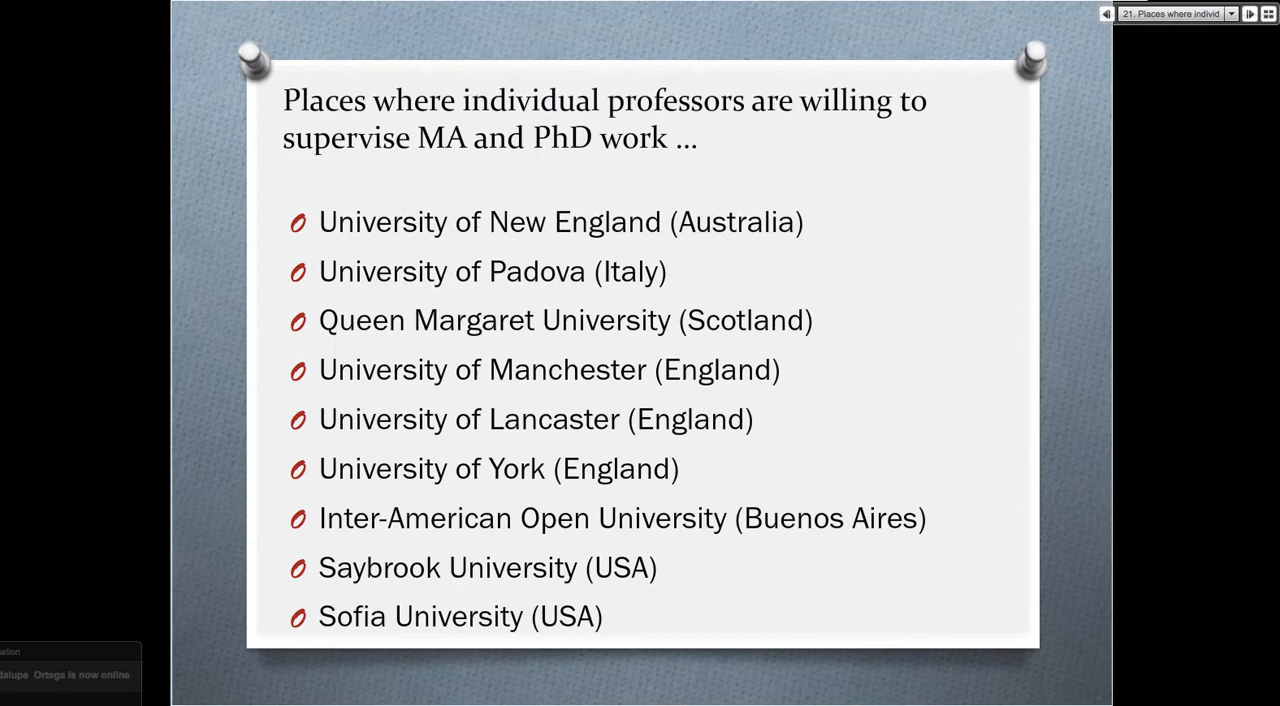 21. Places where individ
Places where individual professors are willing to
supervise MA and PhD work ...
University of New England (Australia)
University of Padova (Italy)
Queen Margaret University (Scotland)
University of Manchester (England)
University of Lancaster (England)
University of York (England)
Inter-American Open University (Buenos Aires)
Saybrook University (USA)
Sofia University (USA)
Ortega is now online